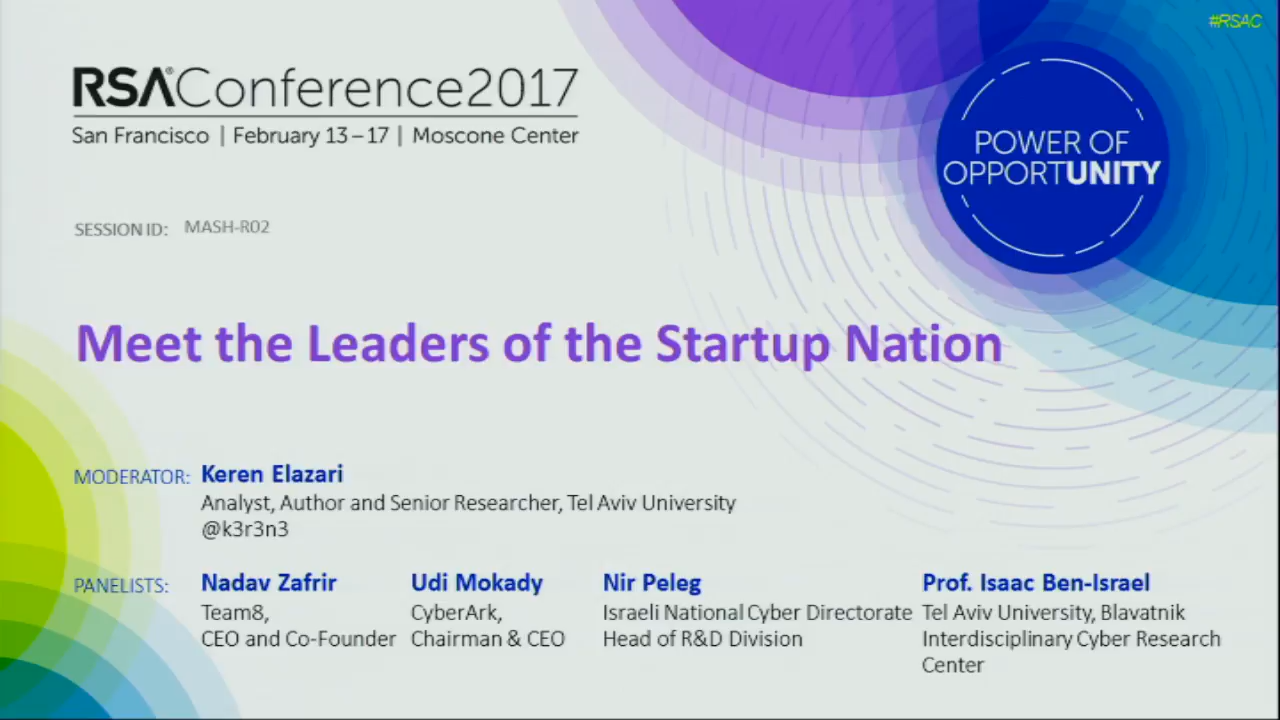 #RSAC
RSA®Conference2017
San Francisco | February 13–17 | Moscone Center
POWER OF
OPPORTUNITY
SESSION ID: MASH-R02
Meet the Leaders of the Startup Nation
MODERATOR: Keren Elazari
Analyst, Author and Senior Researcher, Tel Aviv University
@k3r3n3
PANELISTS: Nadav Zafrir Udi Mokady Nir Peleg Prof. Isaac Ben-Israel
Team8, CyberArk, Israeli National Cyber Directorate Tel Aviv University, Blavatnik
CEO and Co-Founder Chairman & CEO Head of R&D Division Interdisciplinary Cyber Research
Center